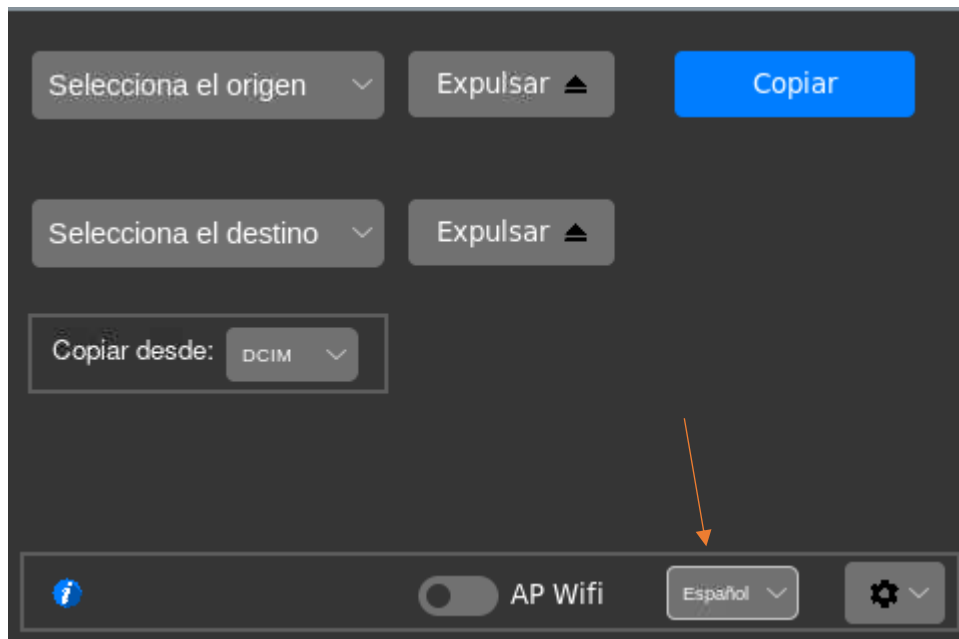 Selecciona el origen Expulsar ⏏ Copiar
Selecciona el destino Expulsar ⏏
Copiar desde: DCIM
i AP Wifi Español